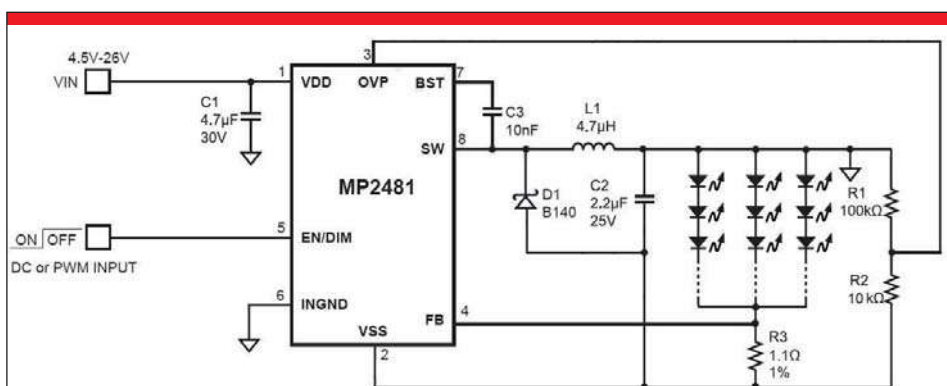 4.5V-26V
VIN
C1
4.7µF
30V
1
VDD
3
OVP
BST
7
C3
10nF
L1
4.7µH
SW
8
MP2481
D1
B140
C2
2.2µF
25V
R1
100kΩ
ON OFF
DC or PWM INPUT
5
EN/DIM
6
INGND
VSS
2
FB
4
R2
10kΩ
R3
1.1Ω
1%